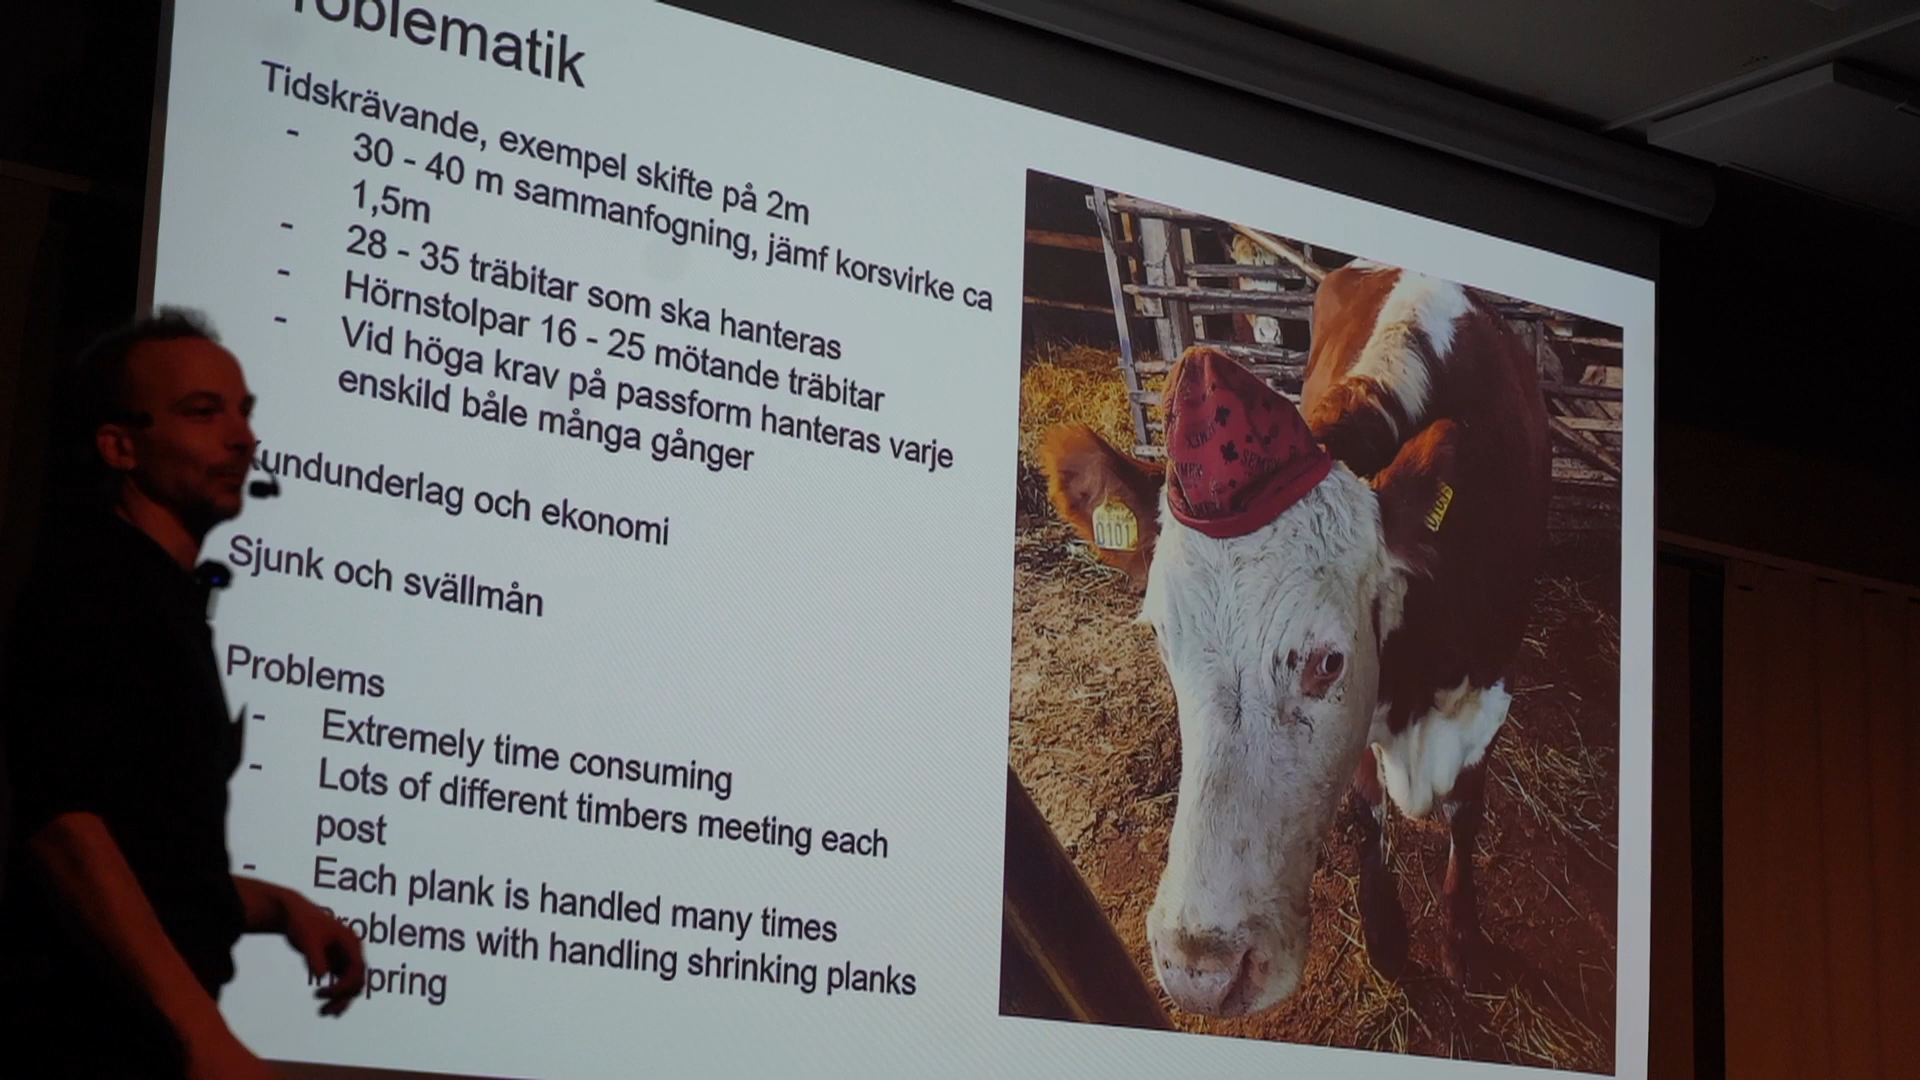 roblematik
Tidskrävande, exempel skifte på 2m
- 30 - 40 m sammanfogning, jämf korsvirke ca
1,5m
- 28 - 35 träbitar som ska hanteras
- Hörnstolpar 16 - 25 mötande träbitar
- Vid höga krav på passform hanteras varje
enskild båle många gånger
Kundunderlag och ekonomi
Sjunk och svällmån
Problems
- Extremely time consuming
- Lots of different timbers meeting each
post
- Each plank is handled many times
Problems with handling shrinking planks
in spring
SEMEX
0101